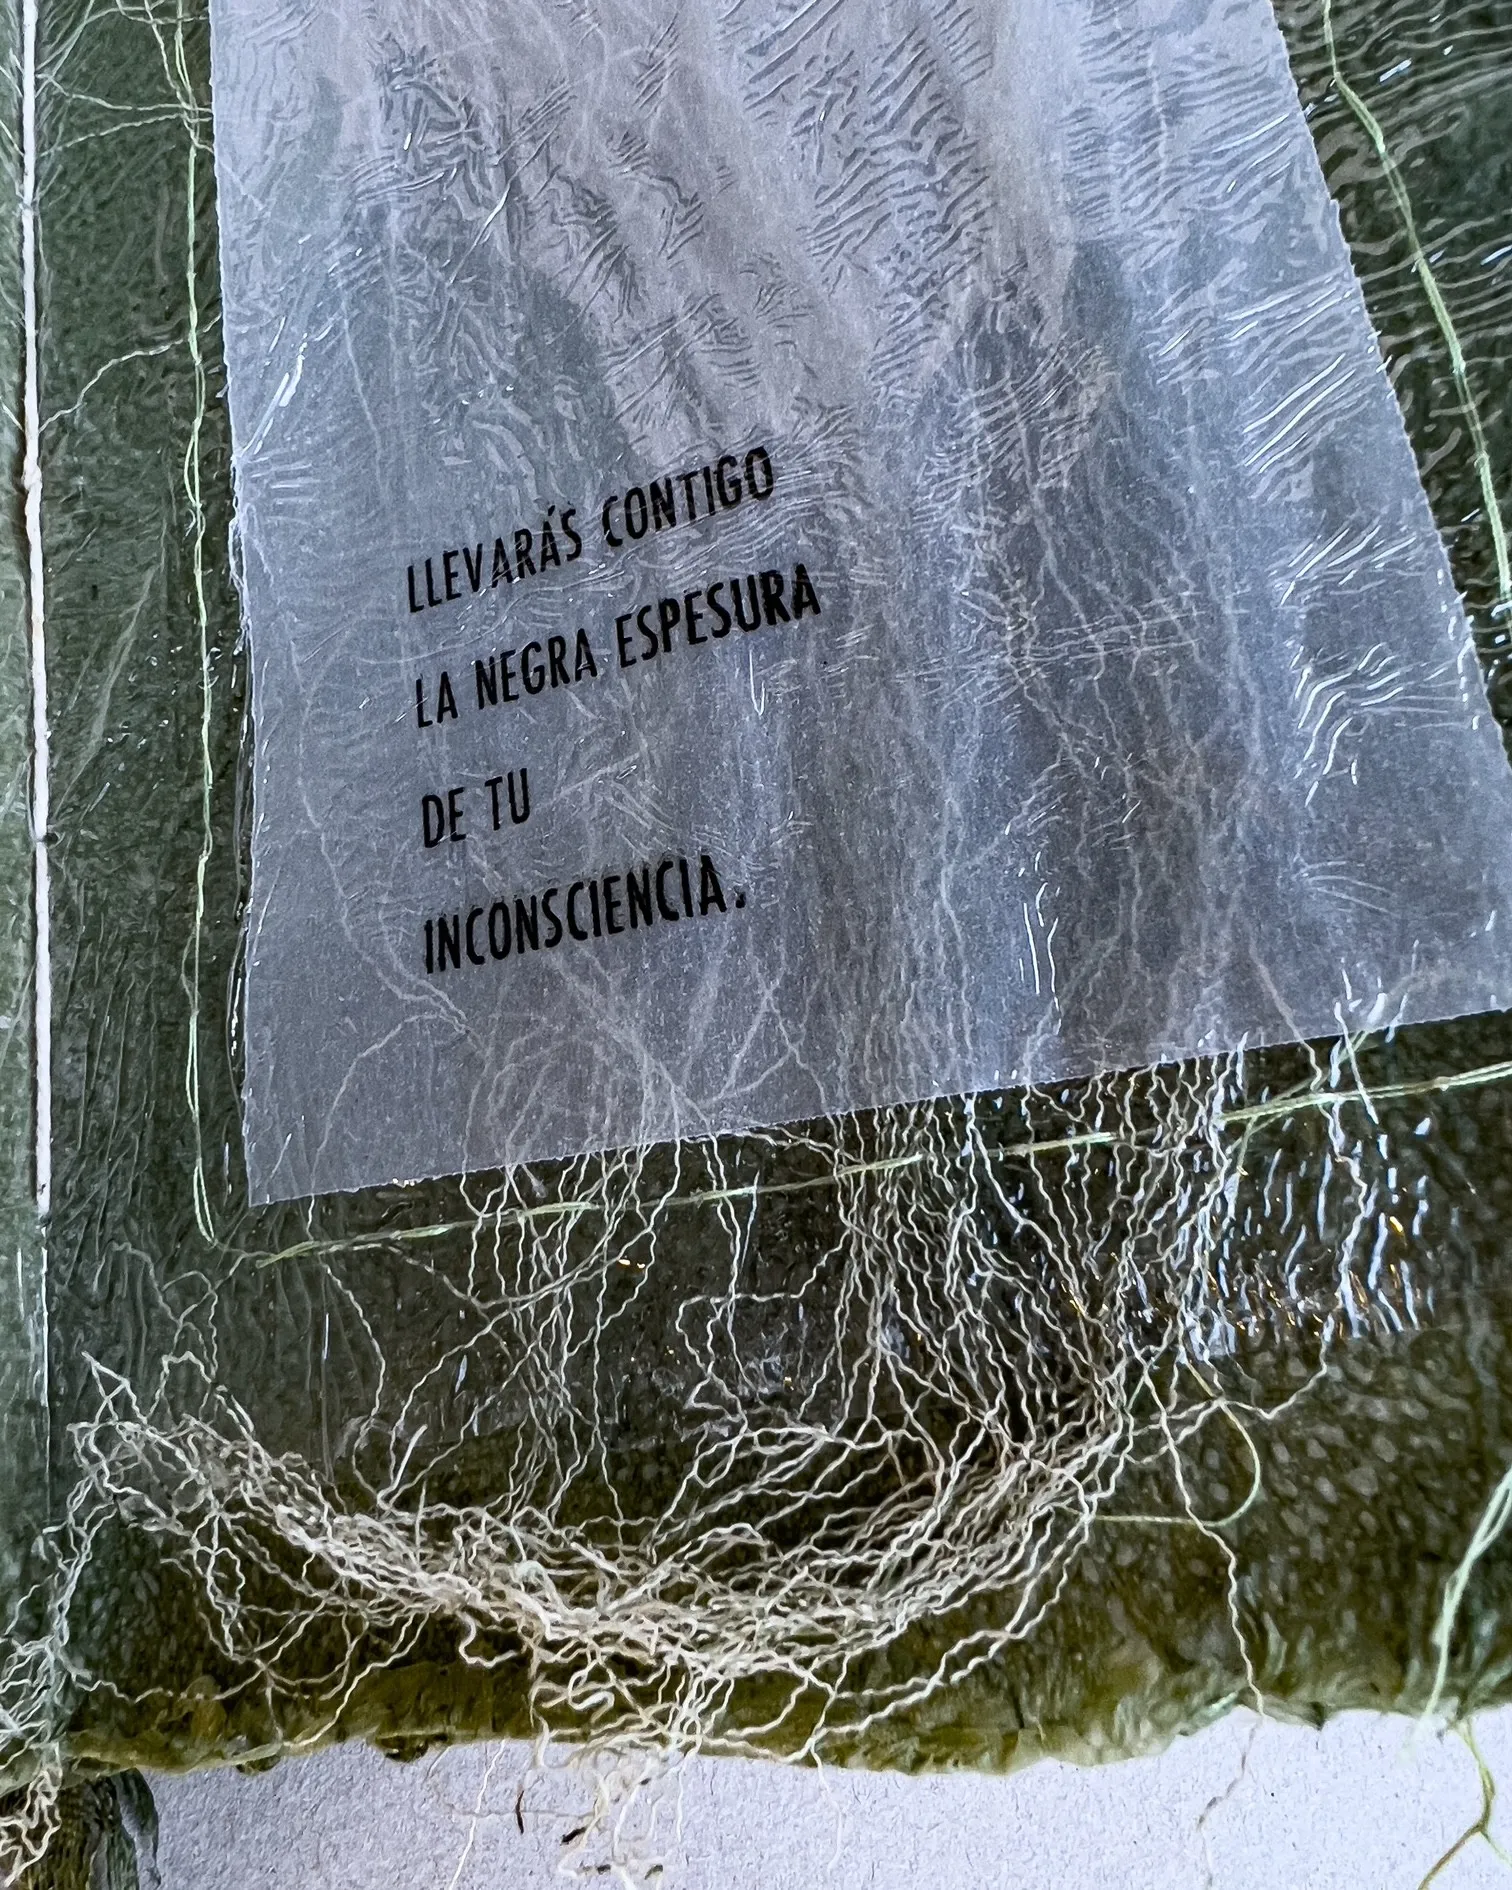 LLEVARÁS CONTIGO
LA NEGRA ESPESURA
DE TU
INCONSCIENCIA.